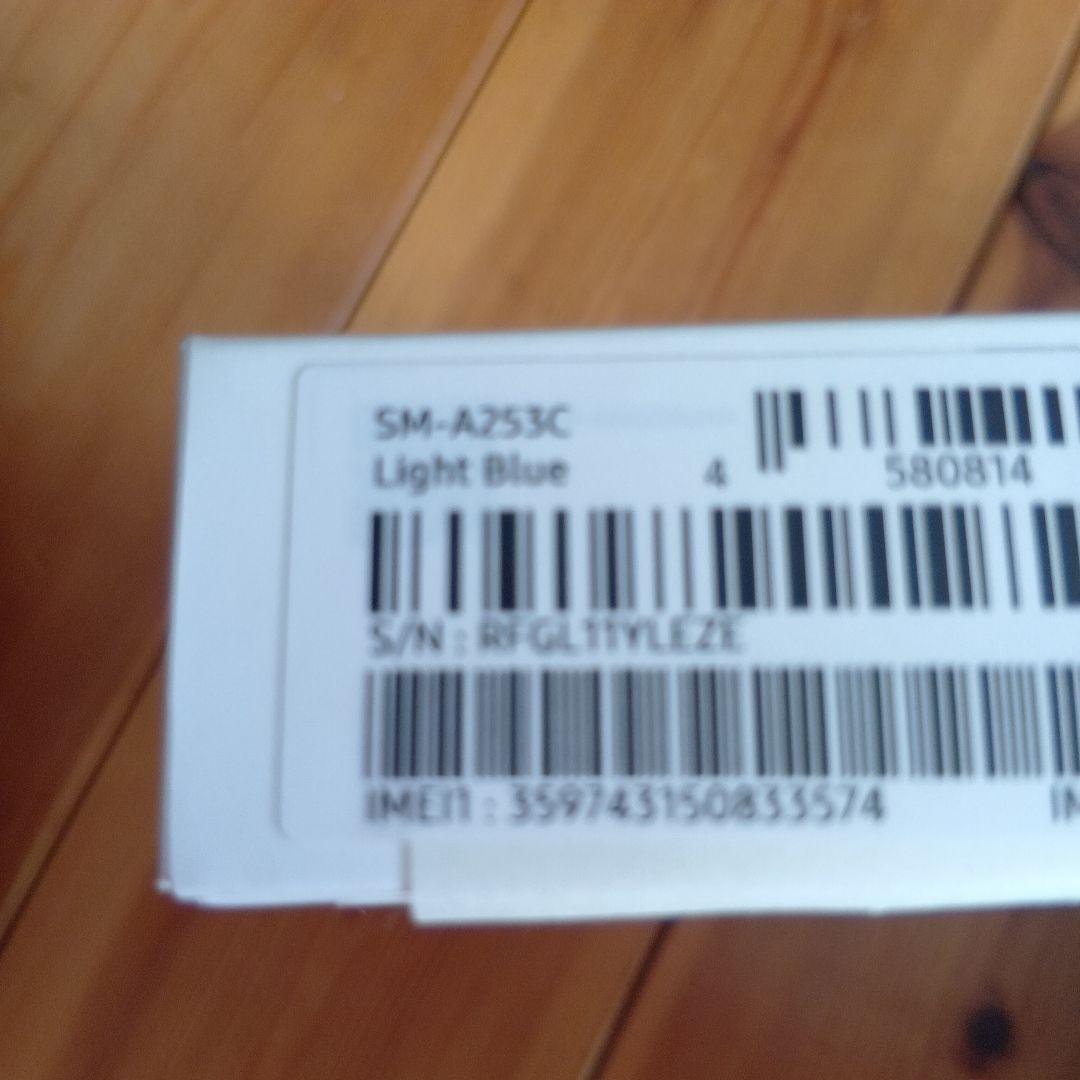 SM-A253C
Light Blue
4 580814
S/N : RFGL11YLEZE
IMEI1 : 359743150833574